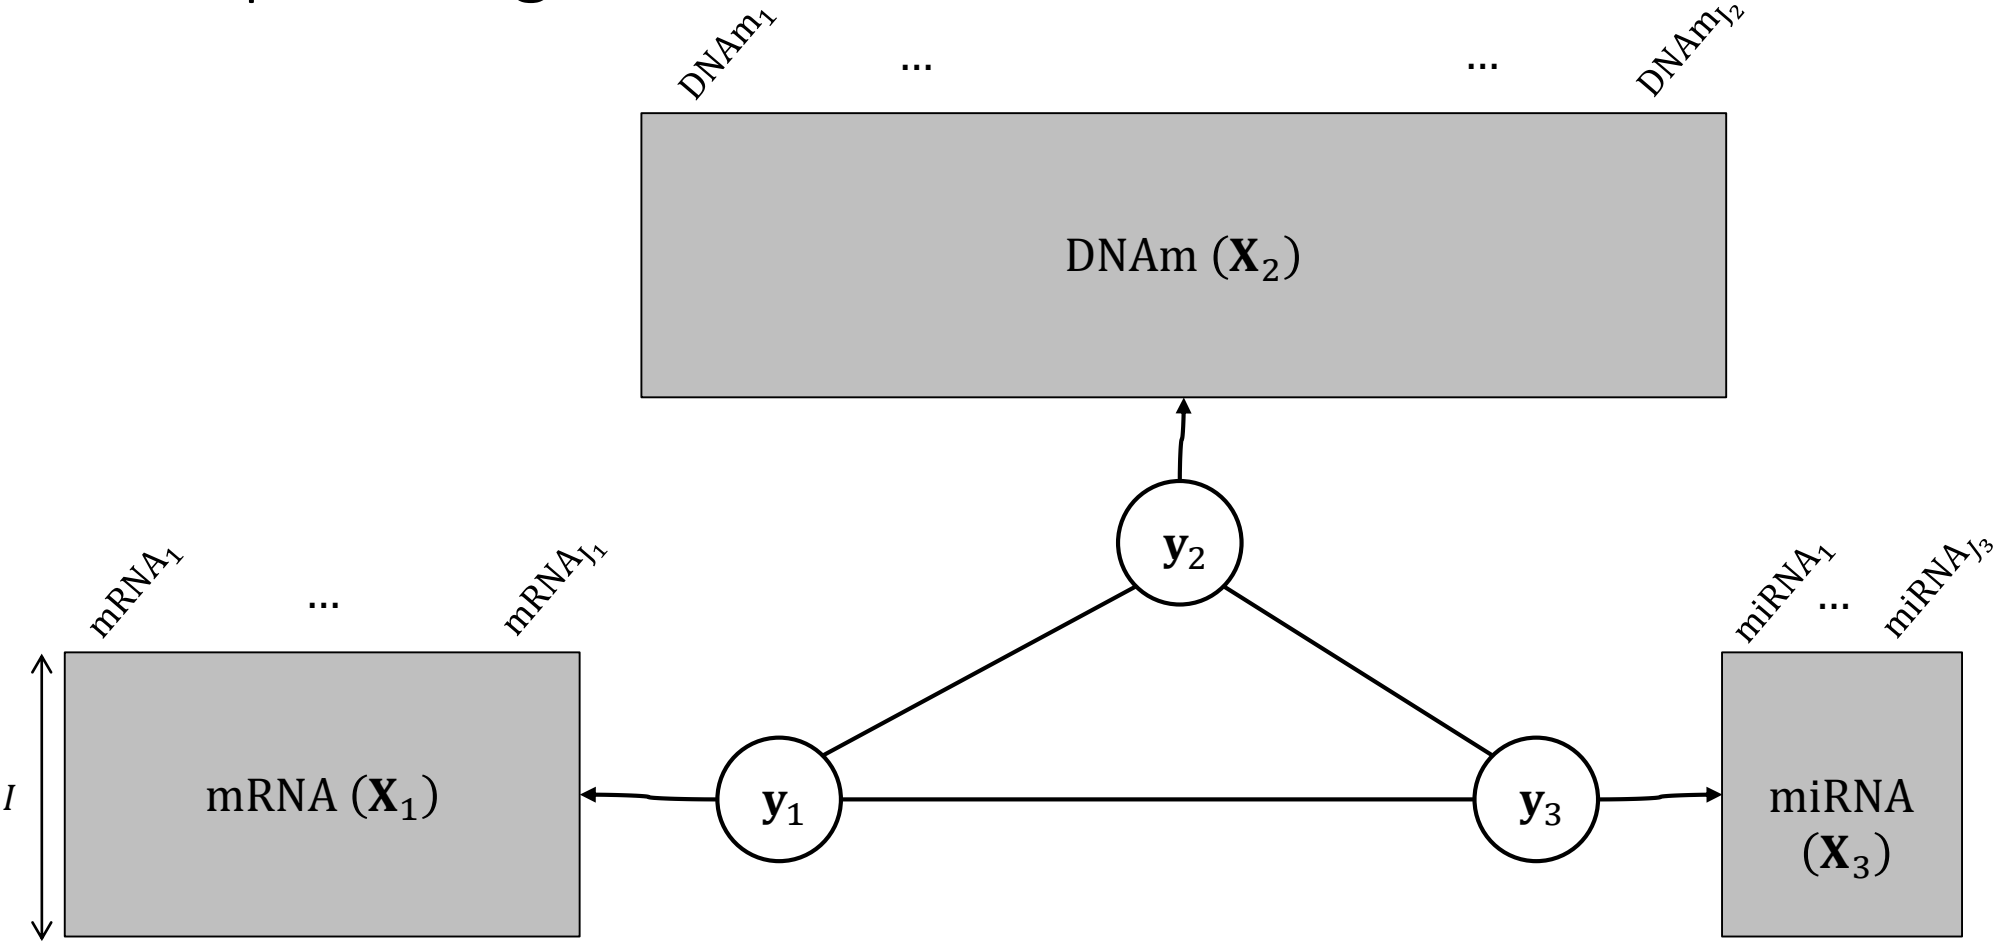 DNAm₁ ... ... DNAm_J₂
DNAm (X₂)
y₂
mRNA₁ ... mRNA_J₁
miRNA₁ ... miRNA_J₃
I
mRNA (X₁)
y₁
y₃
miRNA
(X₃)